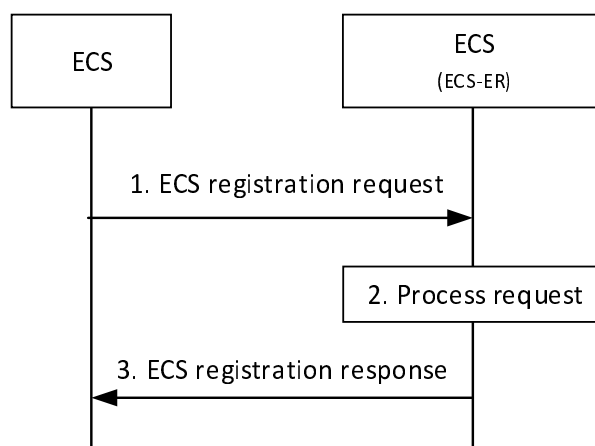 ECS
ECS
(ECS-ER)
1. ECS registration request
2. Process request
3. ECS registration response